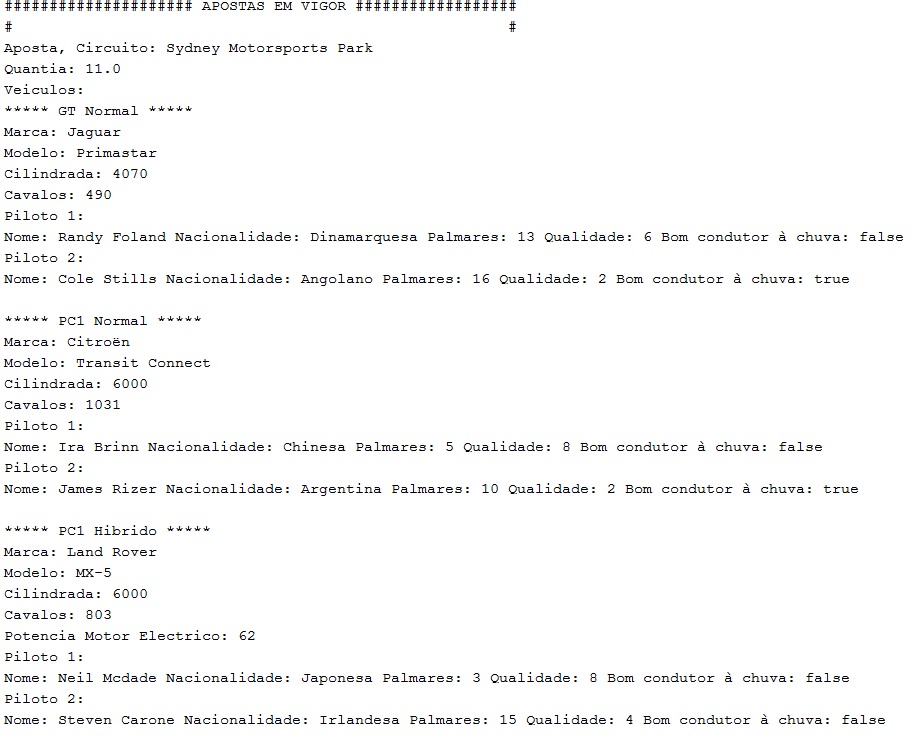 ##################### APOSTAS EM VIGOR ##################
# #
Aposta, Circuito: Sydney Motorsports Park
Quantia: 11.0
Veiculos:
***** GT Normal *****
Marca: Jaguar
Modelo: Primastar
Cilindrada: 4070
Cavalos: 490
Piloto 1:
Nome: Randy Foland Nacionalidade: Dinamarquesa Palmares: 13 Qualidade: 6 Bom condutor à chuva: false
Piloto 2:
Nome: Cole Stills Nacionalidade: Angolano Palmares: 16 Qualidade: 2 Bom condutor à chuva: true
***** PC1 Normal *****
Marca: Citroën
Modelo: Transit Connect
Cilindrada: 6000
Cavalos: 1031
Piloto 1:
Nome: Ira Brinn Nacionalidade: Chinesa Palmares: 5 Qualidade: 8 Bom condutor à chuva: false
Piloto 2:
Nome: James Rizer Nacionalidade: Argentina Palmares: 10 Qualidade: 2 Bom condutor à chuva: true
***** PC1 Hibrido *****
Marca: Land Rover
Modelo: MX-5
Cilindrada: 6000
Cavalos: 803
Potencia Motor Electrico: 62
Piloto 1:
Nome: Neil Mcdade Nacionalidade: Japonesa Palmares: 3 Qualidade: 8 Bom condutor à chuva: false
Piloto 2:
Nome: Steven Carone Nacionalidade: Irlandesa Palmares: 15 Qualidade: 4 Bom condutor à chuva: false